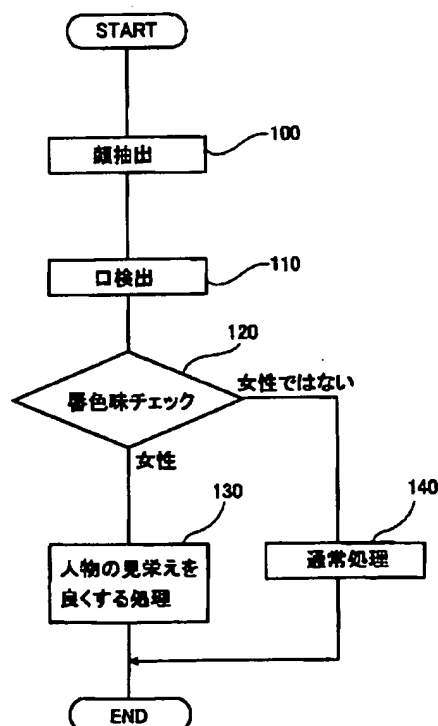 START
顔抽出
100
口検出
110
120
唇色味チェック
女性ではない
女性
130
人物の見栄えを
良くする処理
140
通常処理
END